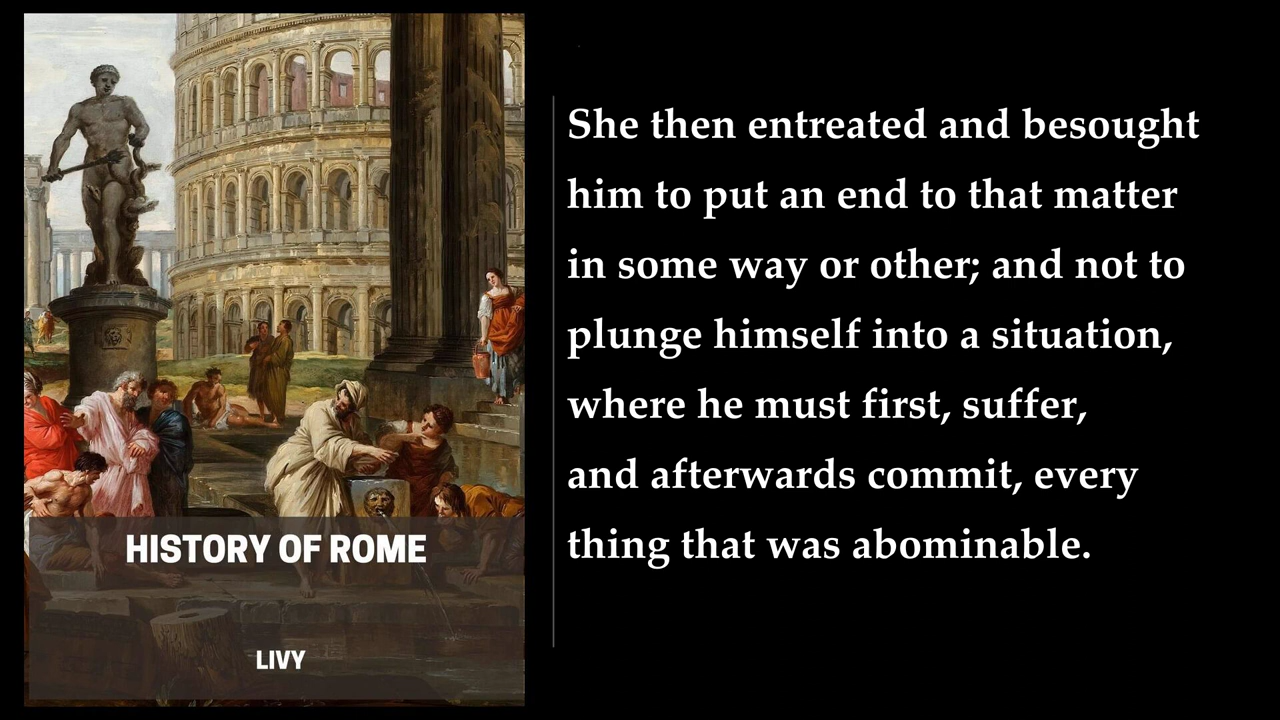 HISTORY OF ROME
LIVY
She then entreated and besought
him to put an end to that matter
in some way or other; and not to
plunge himself into a situation,
where he must first, suffer,
and afterwards commit, every
thing that was abominable.